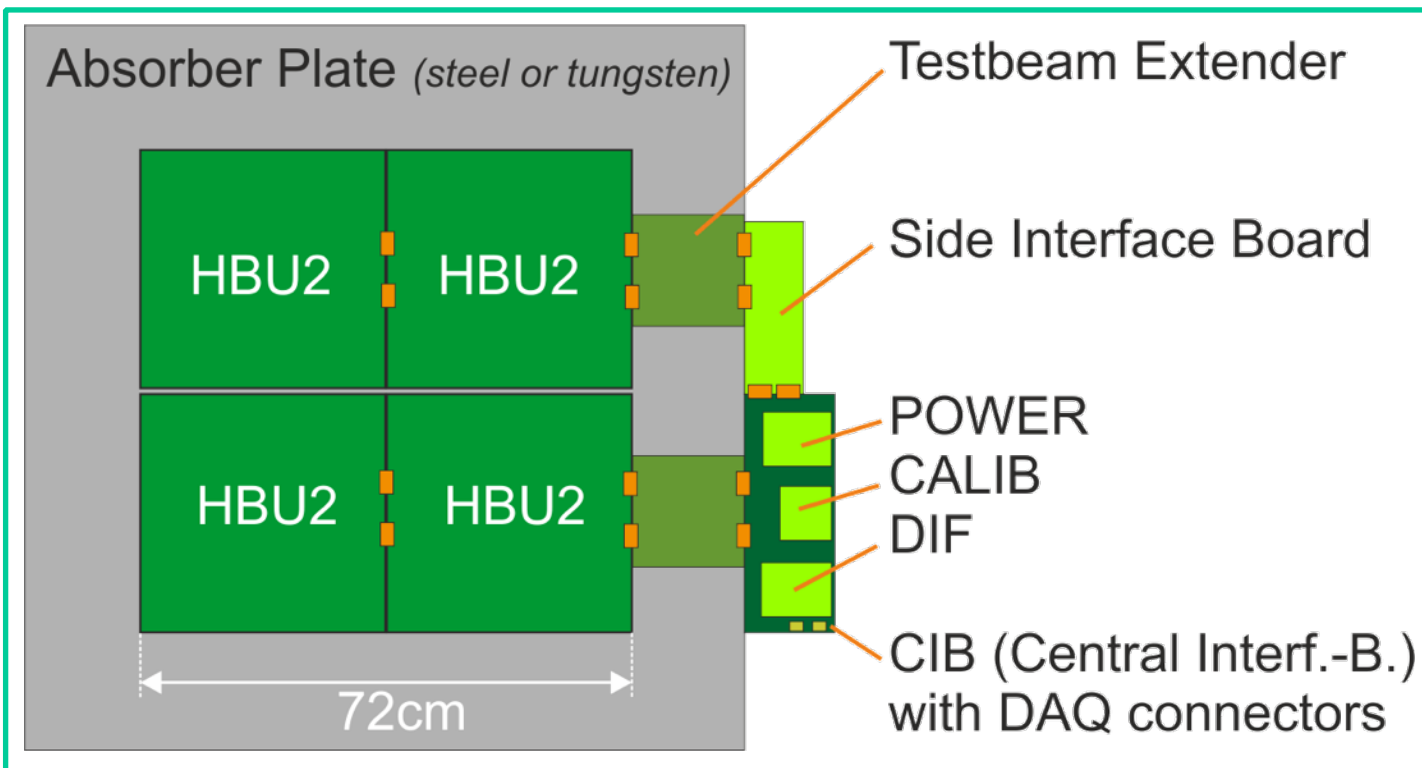 Absorber Plate (steel or tungsten)
Testbeam Extender
Side Interface Board
HBU2
HBU2
POWER
CALIB
DIF
HBU2
HBU2
CIB (Central Interf.-B.)
with DAQ connectors
72cm